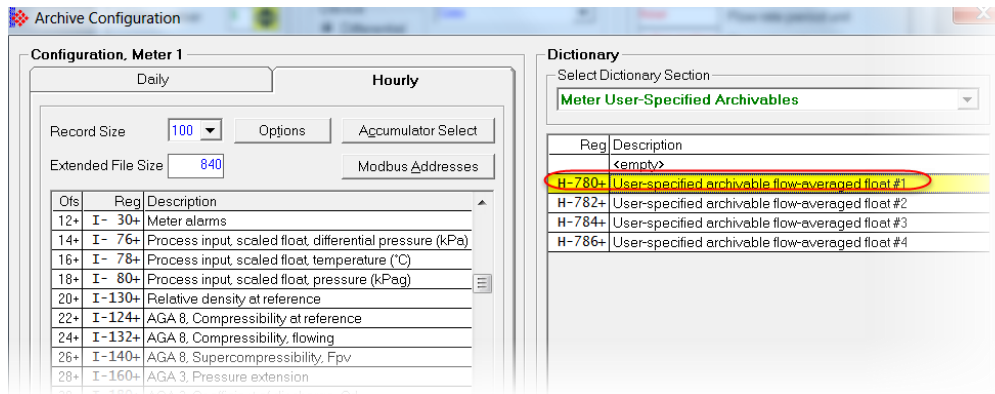 Archive Configuration
Configuration, Meter 1
Daily
Hourly
Record Size
100
Options
Accumulator Select
Extended File Size
840
Modbus Addresses
Ofs Reg Description
12+ I- 30+ Meter alarms
14+ I- 76+ Process input, scaled float, differential pressure (kPa)
16+ I- 78+ Process input, scaled float, temperature (°C)
18+ I- 80+ Process input, scaled float, pressure (kPag)
20+ I-130+ Relative density at reference
22+ I-124+ AGA 8, Compressibility at reference
24+ I-132+ AGA 8, Compressibility, flowing
26+ I-140+ AGA 8, Supercompressibility, Fpv
28+ I-160+ AGA 3, Pressure extension
Dictionary
Select Dictionary Section
Meter User-Specified Archivables
Reg Description
<empty>
H-780+ User-specified archivable flow-averaged float #1
H-782+ User-specified archivable flow-averaged float #2
H-784+ User-specified archivable flow-averaged float #3
H-786+ User-specified archivable flow-averaged float #4